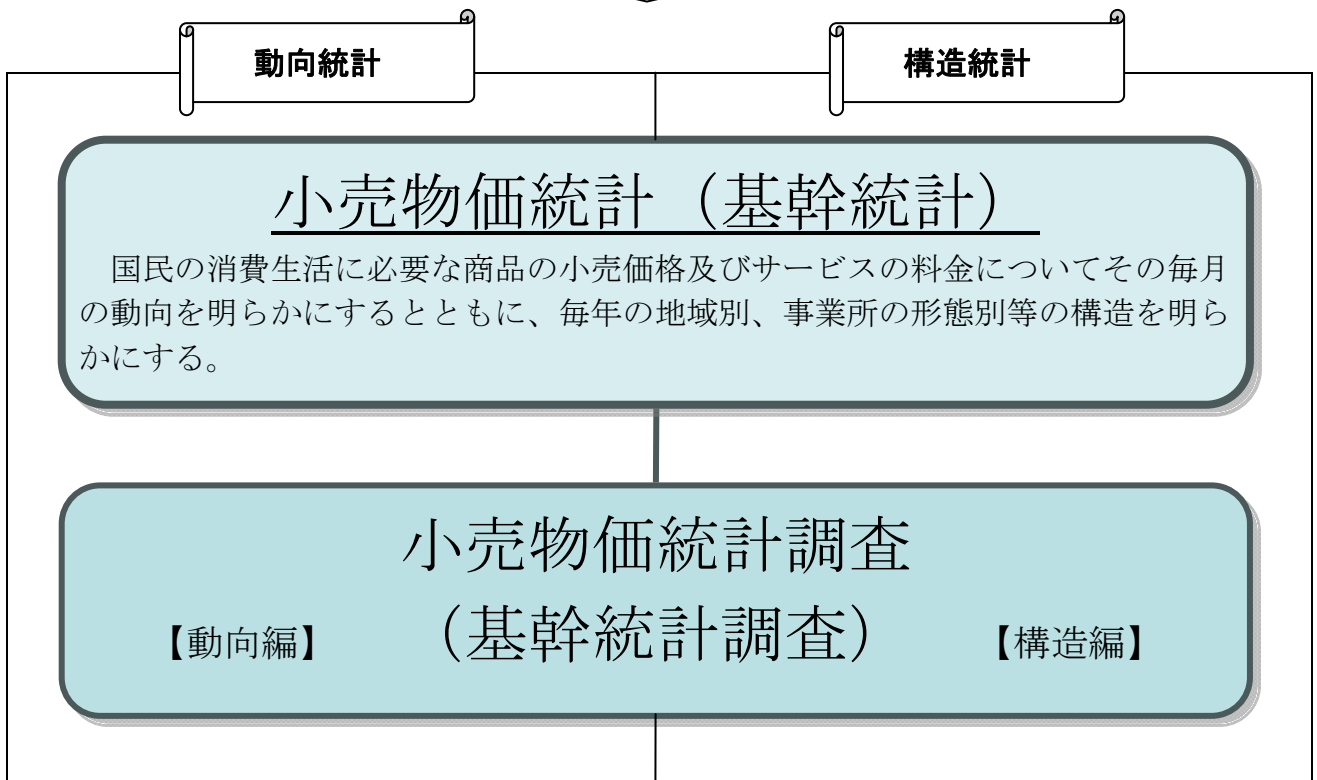 動向統計
構造統計
小売物価統計（基幹統計）
国民の消費生活に必要な商品の小売価格及びサービスの料金についてその毎月
の動向を明らかにするとともに、毎年の地域別、事業所の形態別等の構造を明ら
かにする。
小売物価統計調査
（基幹統計調査）
【動向編】
【構造編】